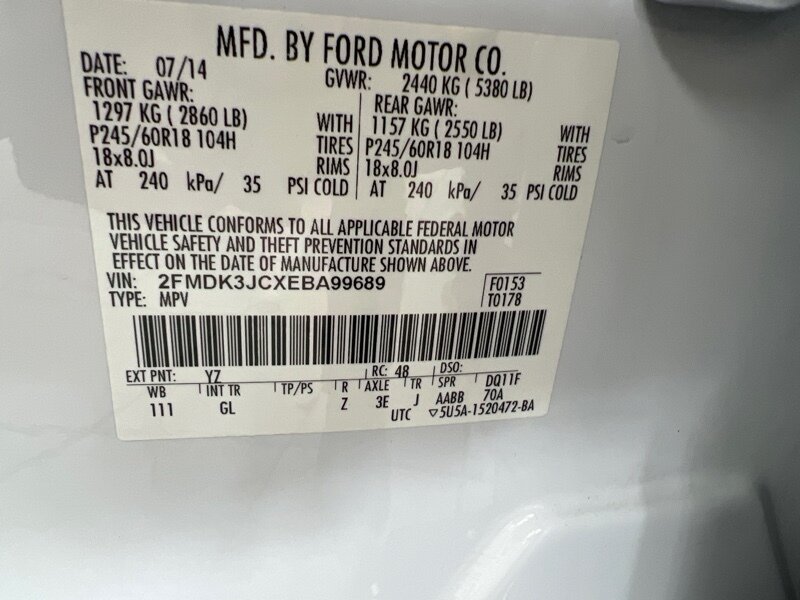 MFD. BY FORD MOTOR CO.
DATE: 07/14 GVWR: 2440 KG ( 5380 LB)
FRONT GAWR: REAR GAWR:
1297 KG ( 2860 LB) WITH 1157 KG ( 2550 LB) WITH
P245/60R18 104H TIRES P245/60R18 104H TIRES
18x8.0J RIMS 18x8.0J RIMS
AT 240 kPa/ 35 PSI COLD AT 240 kPa/ 35 PSI COLD
THIS VEHICLE CONFORMS TO ALL APPLICABLE FEDERAL MOTOR
VEHICLE SAFETY AND THEFT PREVENTION STANDARDS IN
EFFECT ON THE DATE OF MANUFACTURE SHOWN ABOVE.
VIN: 2FMDK3JCXEBA99689 F0153
TYPE: MPV T0178
EXT PNT: YZ RC: 48 DSO:
WB INT TR TP/PS R AXLE TR SPR DQ11F
111 GL Z 3E J AABB 70A
UTC ▽5U5A-1520472-BA